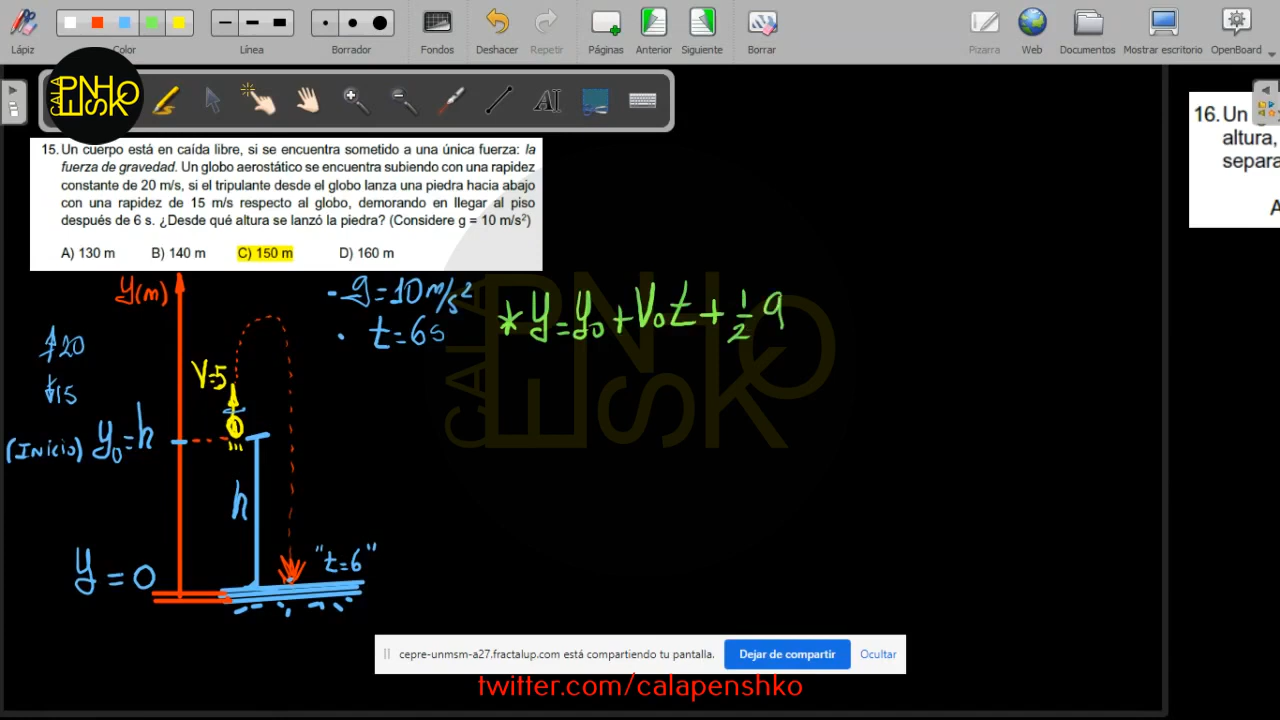 Lápiz Color Línea Borrador Fondos Deshacer Repetir Páginas Anterior Siguiente Borrar Pizarra Web Documentos Mostrar escritorio OpenBoard
CALA PENSHKO
15. Un cuerpo está en caída libre, si se encuentra sometido a una única fuerza: la
fuerza de gravedad. Un globo aerostático se encuentra subiendo con una rapidez
constante de 20 m/s, si el tripulante desde el globo lanza una piedra hacia abajo
con una rapidez de 15 m/s respecto al globo, demorando en llegar al piso
después de 6 s. ¿Desde qué altura se lanzó la piedra? (Considere g = 10 m/s²)
A) 130 m B) 140 m C) 150 m D) 160 m
16. Un
altura,
separa
A
y(m)
- g = 10 m/s²
· t = 6s
* y = y₀ + V₀t + ½ a
↑20
↓15
V=5
(Inicio) y₀ = h
h
"t=6"
y = 0
cepre-unmsm-a27.fractalup.com está compartiendo tu pantalla. Dejar de compartir Ocultar
twitter.com/calapenshko